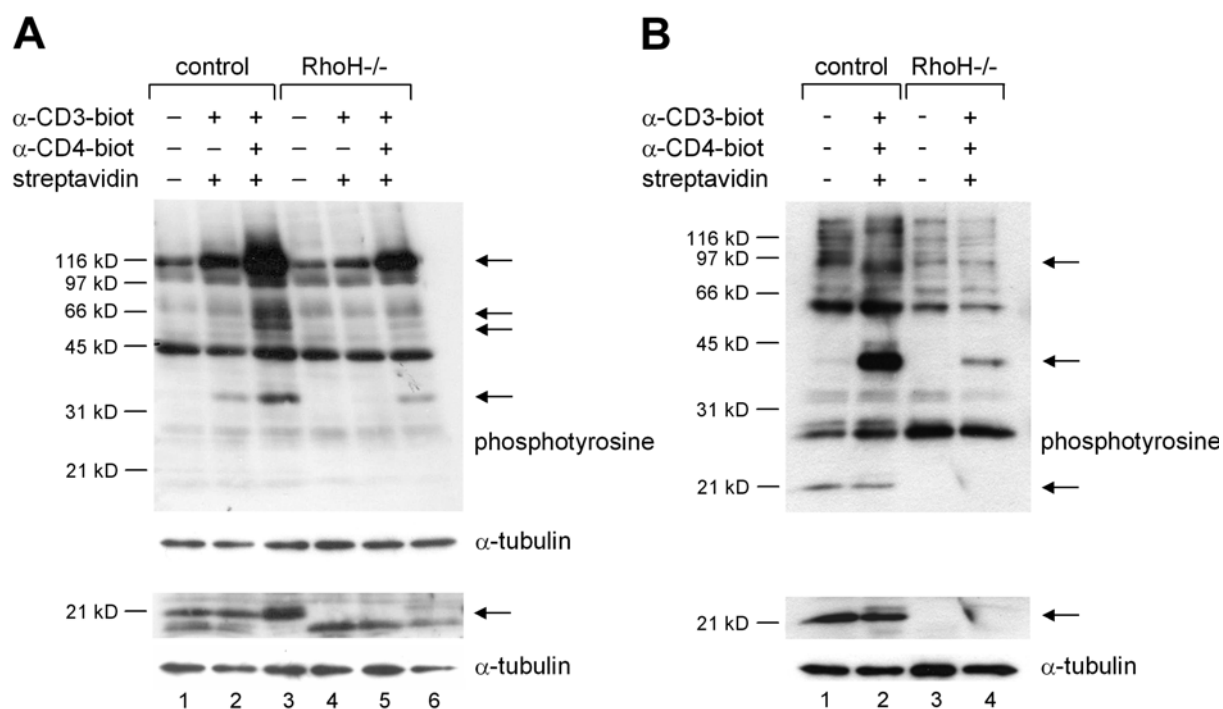 A
control RhoH-/-
α-CD3-biot – + + – + +
α-CD4-biot – – + – – +
streptavidin – + + – + +
116 kD
97 kD
66 kD
45 kD
31 kD
phosphotyrosine
21 kD
α-tubulin
21 kD
α-tubulin
1 2 3 4 5 6
B
control RhoH-/-
α-CD3-biot - + - +
α-CD4-biot - + - +
streptavidin - + - +
116 kD
97 kD
66 kD
45 kD
31 kD
phosphotyrosine
21 kD
21 kD
α-tubulin
1 2 3 4